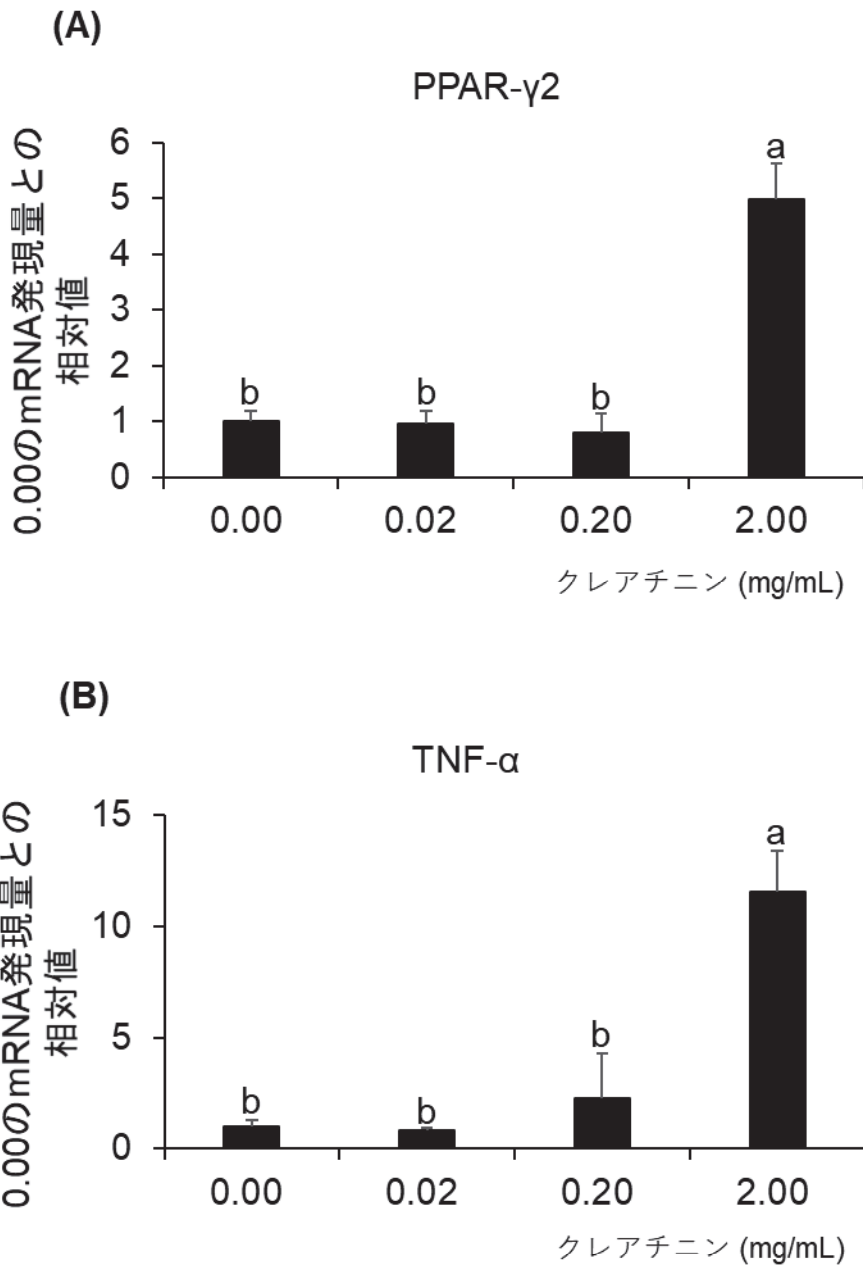 (A)
PPAR-γ2
0.00のmRNA発現量との
相対値
6
5
4
3
2
1
0
a
b
b
b
0.00
0.02
0.20
2.00
クレアチニン (mg/mL)
(B)
TNF-α
0.00のmRNA発現量との
相対値
15
10
5
0
a
b
b
b
0.00
0.02
0.20
2.00
クレアチニン (mg/mL)